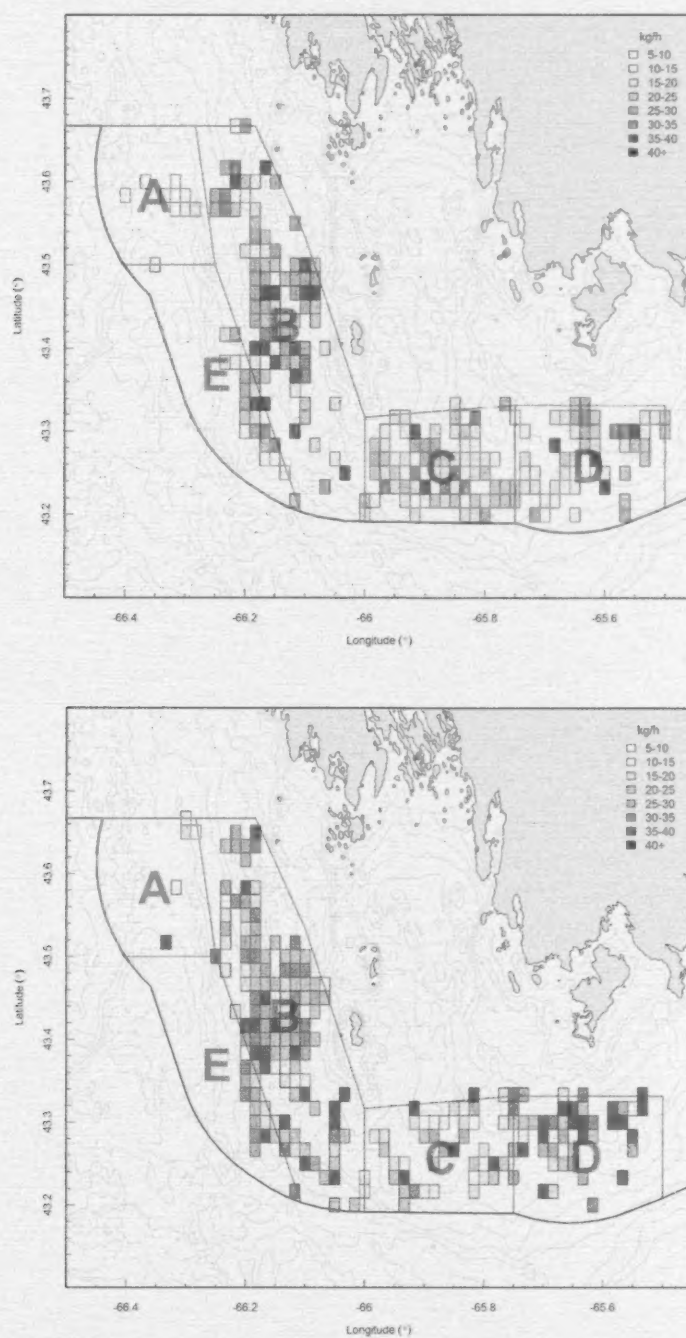 kg/h
5-10
10-15
15-20
20-25
25-30
30-35
35-40
40+
43.7
43.6
43.5
43.4
43.3
43.2
Latitude (°)
A
B
E
C
D
-66.4
-66.2
-66
-65.8
-65.6
Longitude (°)
kg/h
5-10
10-15
15-20
20-25
25-30
30-35
35-40
40+
43.7
43.6
43.5
43.4
43.3
43.2
Latitude (°)
A
B
E
C
D
-66.4
-66.2
-66
-65.8
-65.6
Longitude (°)